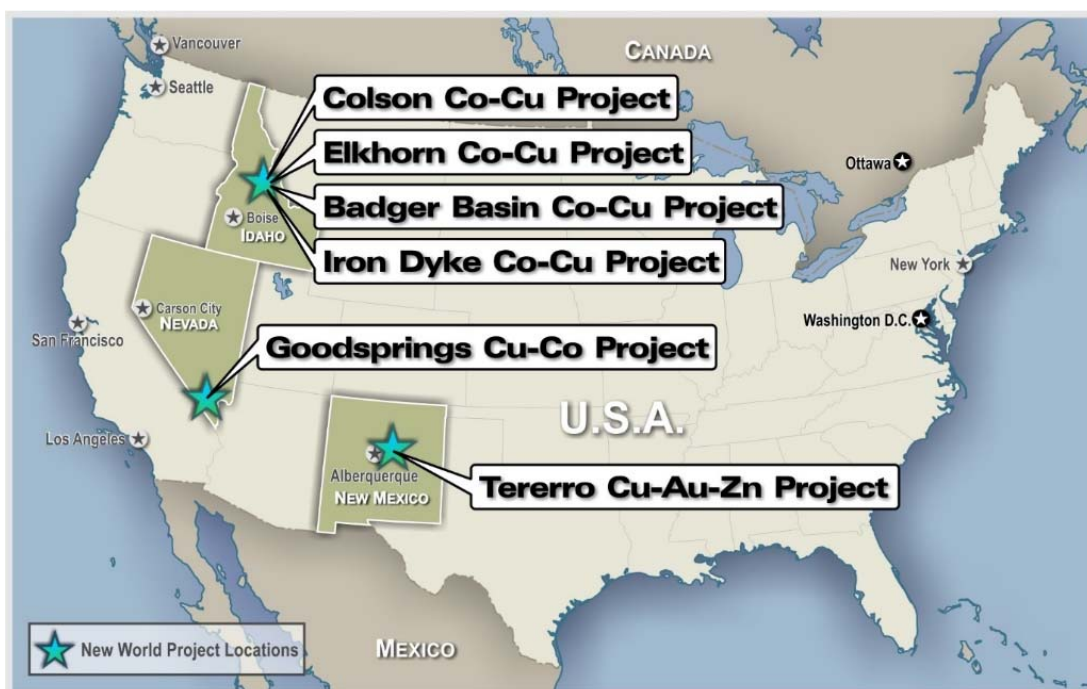 Vancouver
CANADA
Seattle
Colson Co-Cu Project
Elkhorn Co-Cu Project
Ottawa
Badger Basin Co-Cu Project
Boise
IDAHO
Iron Dyke Co-Cu Project
New York
Carson City
NEVADA
Washington D.C.
San Francisco
Goodsprings Cu-Co Project
U.S.A.
Los Angeles
Alberquerque
NEW MEXICO
Tererro Cu-Au-Zn Project
New World Project Locations
MEXICO